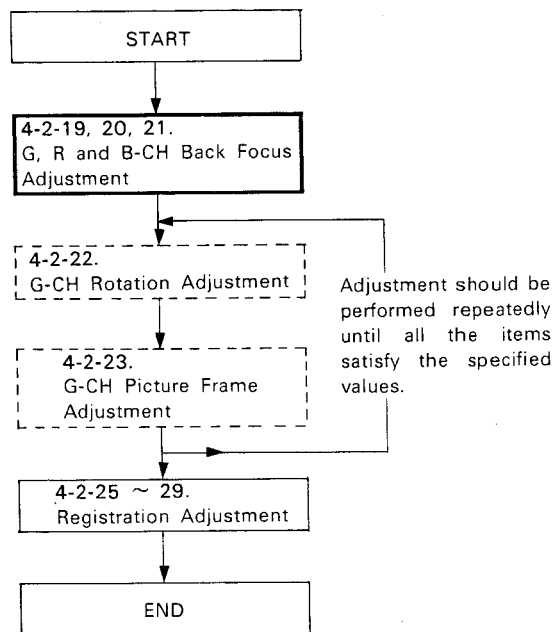 START
4-2-19, 20, 21.
G, R and B-CH Back Focus
Adjustment
4-2-22.
G-CH Rotation Adjustment
Adjustment should be
performed repeatedly
until all the items
satisfy the specified
values.
4-2-23.
G-CH Picture Frame
Adjustment
4-2-25 ~ 29.
Registration Adjustment
END